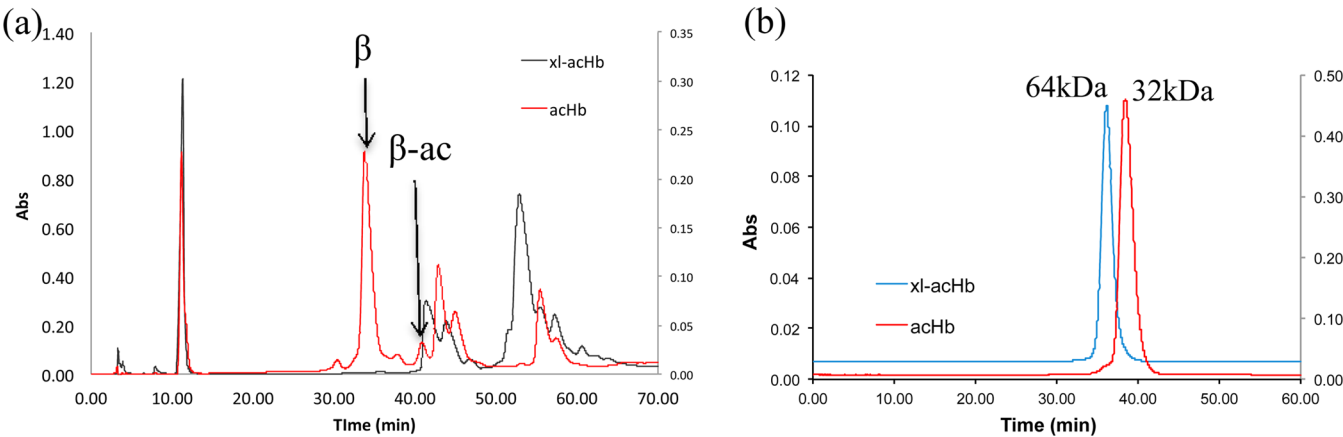 (a)
1.40
1.20
1.00
0.80
0.60
0.40
0.20
0.00
Abs
β
β-ac
xl-acHb
acHb
0.35
0.30
0.25
0.20
0.15
0.10
0.05
0.00
0.00 10.00 20.00 30.00 40.00 50.00 60.00 70.00
TIme (min)
(b)
0.12
0.10
0.08
0.06
0.04
0.02
0.00
Abs
64kDa 32kDa
xl-acHb
acHb
0.50
0.40
0.30
0.20
0.10
0.00
0.00 10.00 20.00 30.00 40.00 50.00 60.00
Time (min)